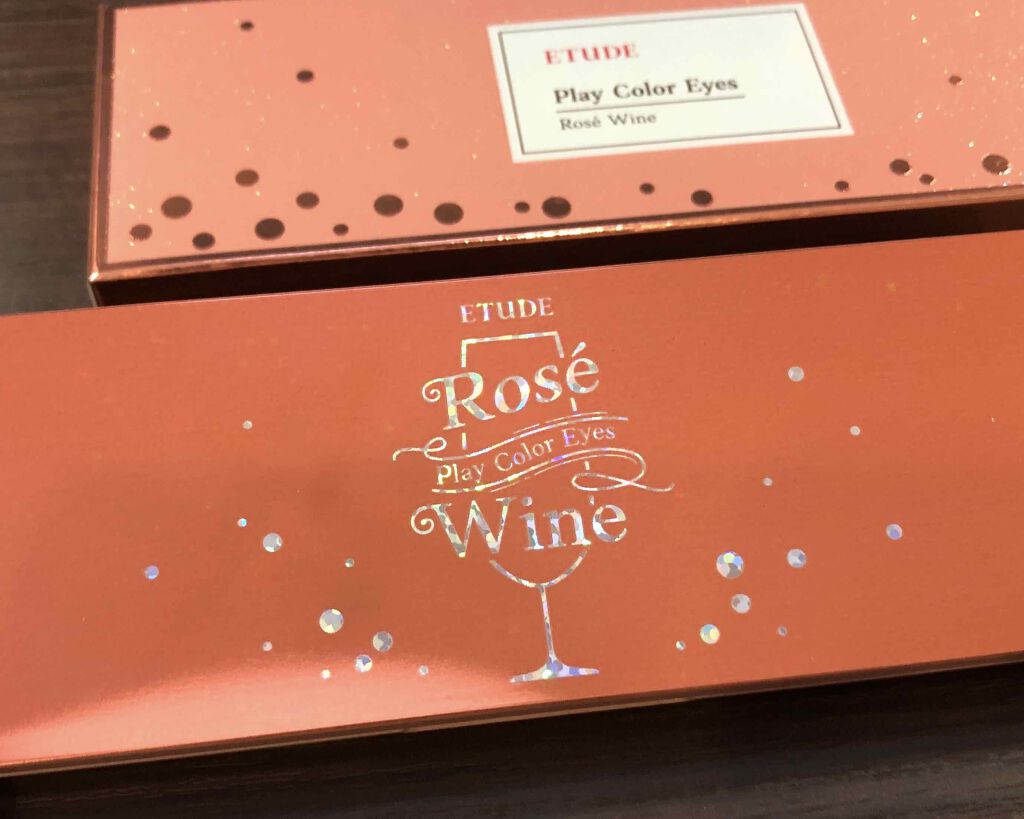 ETUDE
Play Color Eyes
Rosé Wine
ETUDE
Rosé
Play Color Eyes
Wine